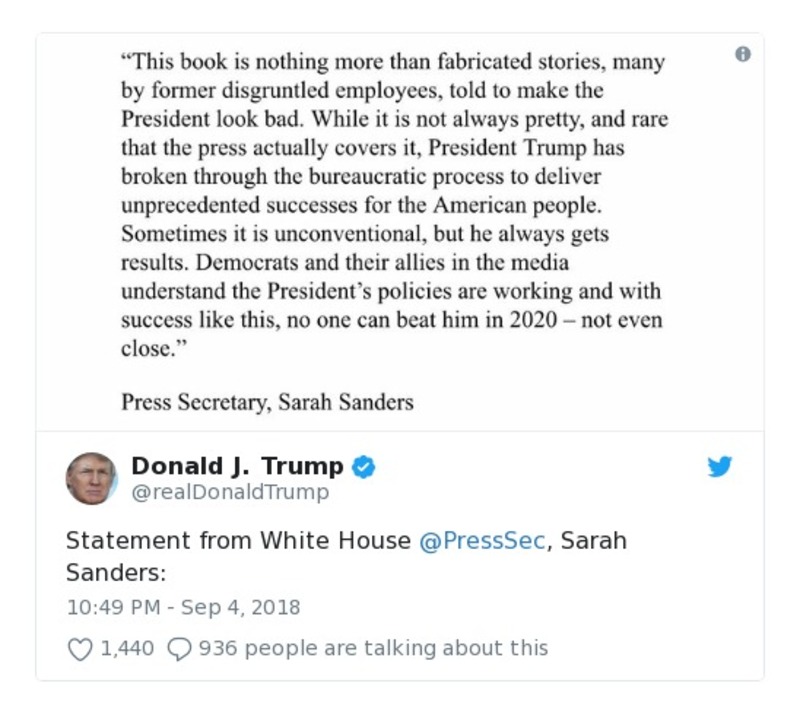 “This book is nothing more than fabricated stories, many
by former disgruntled employees, told to make the
President look bad. While it is not always pretty, and rare
that the press actually covers it, President Trump has
broken through the bureaucratic process to deliver
unprecedented successes for the American people.
Sometimes it is unconventional, but he always gets
results. Democrats and their allies in the media
understand the President’s policies are working and with
success like this, no one can beat him in 2020 – not even
close.”
Press Secretary, Sarah Sanders
Donald J. Trump
@realDonaldTrump
Statement from White House @PressSec, Sarah
Sanders:
10:49 PM - Sep 4, 2018
1,440 936 people are talking about this